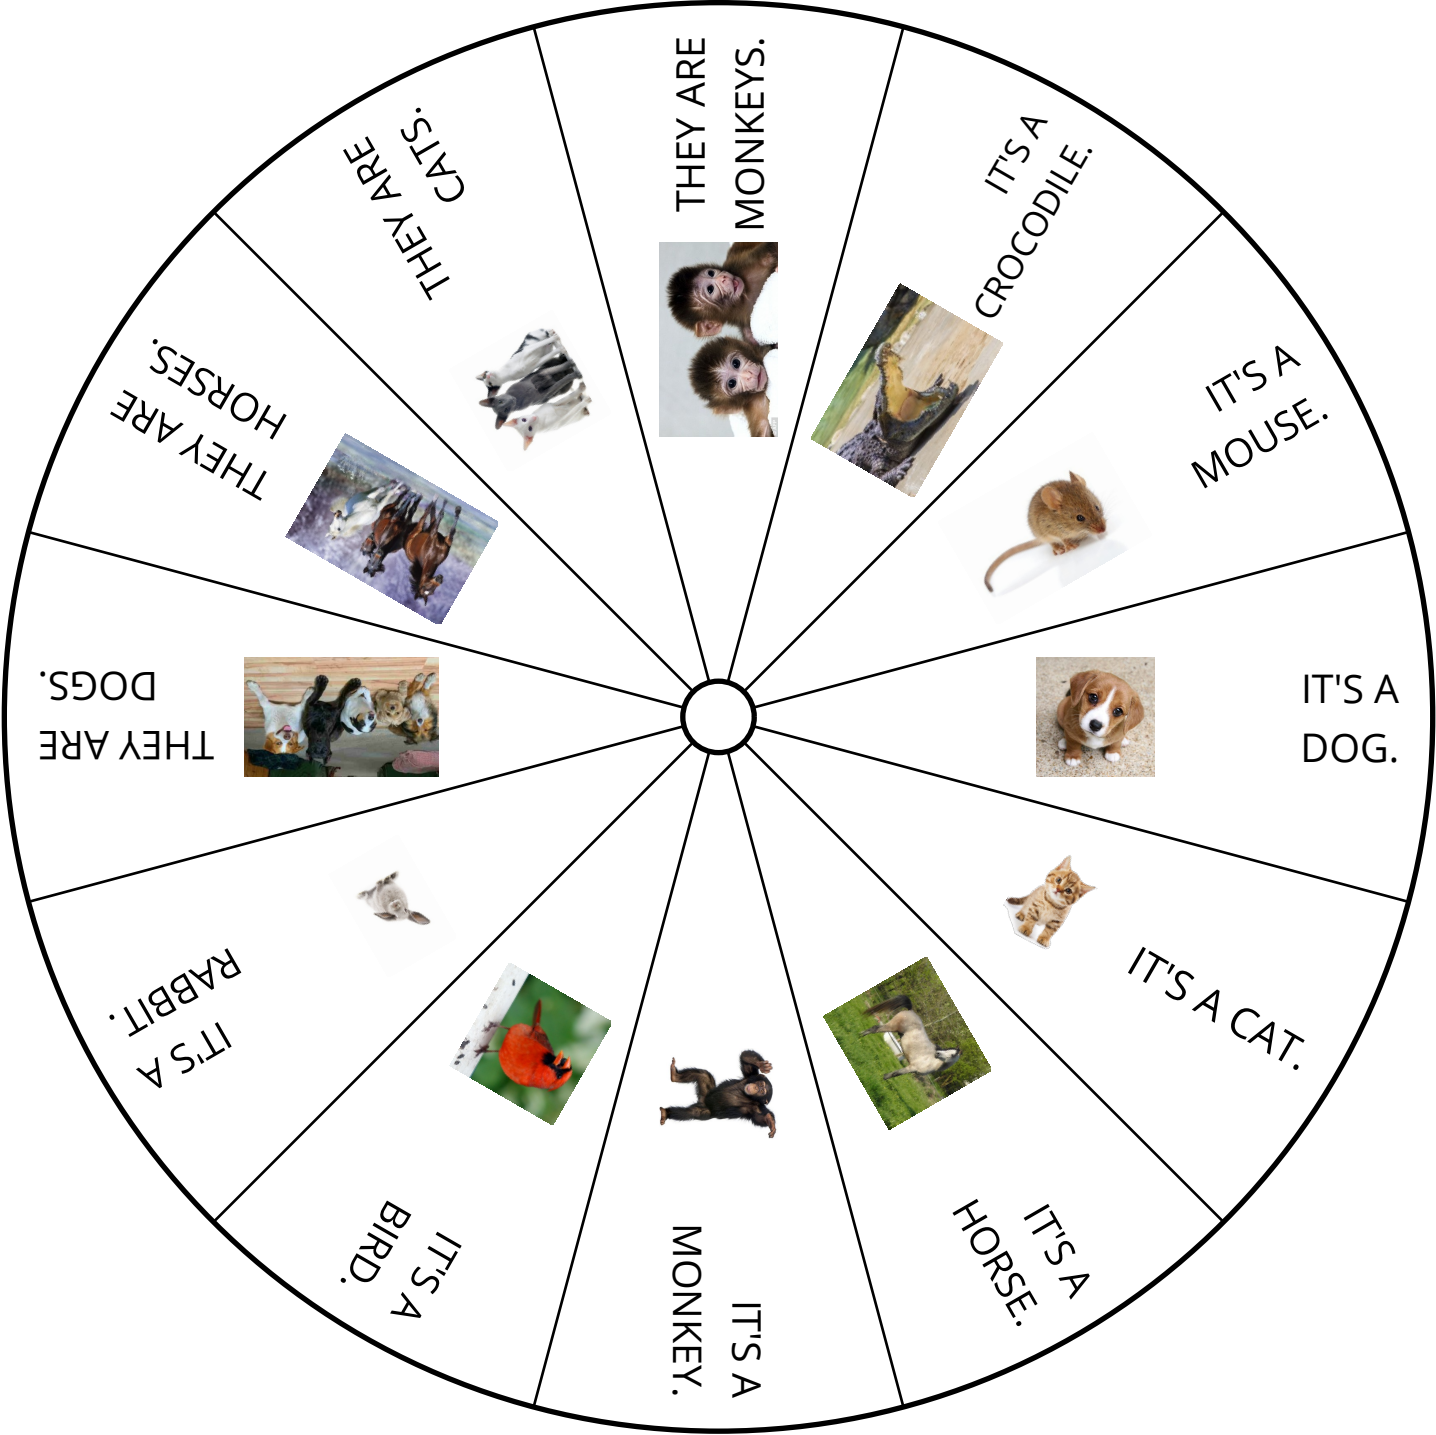 THEY ARE
MONKEYS.
IT'S A
CROCODILE.
IT'S A
MOUSE.
IT'S A
DOG.
IT'S A CAT.
IT'S A
HORSE.
IT'S A
MONKEY.
IT'S A
BIRD.
IT'S A
RABBIT.
THEY ARE
DOGS.
THEY ARE
HORSES.
THEY ARE
CATS.